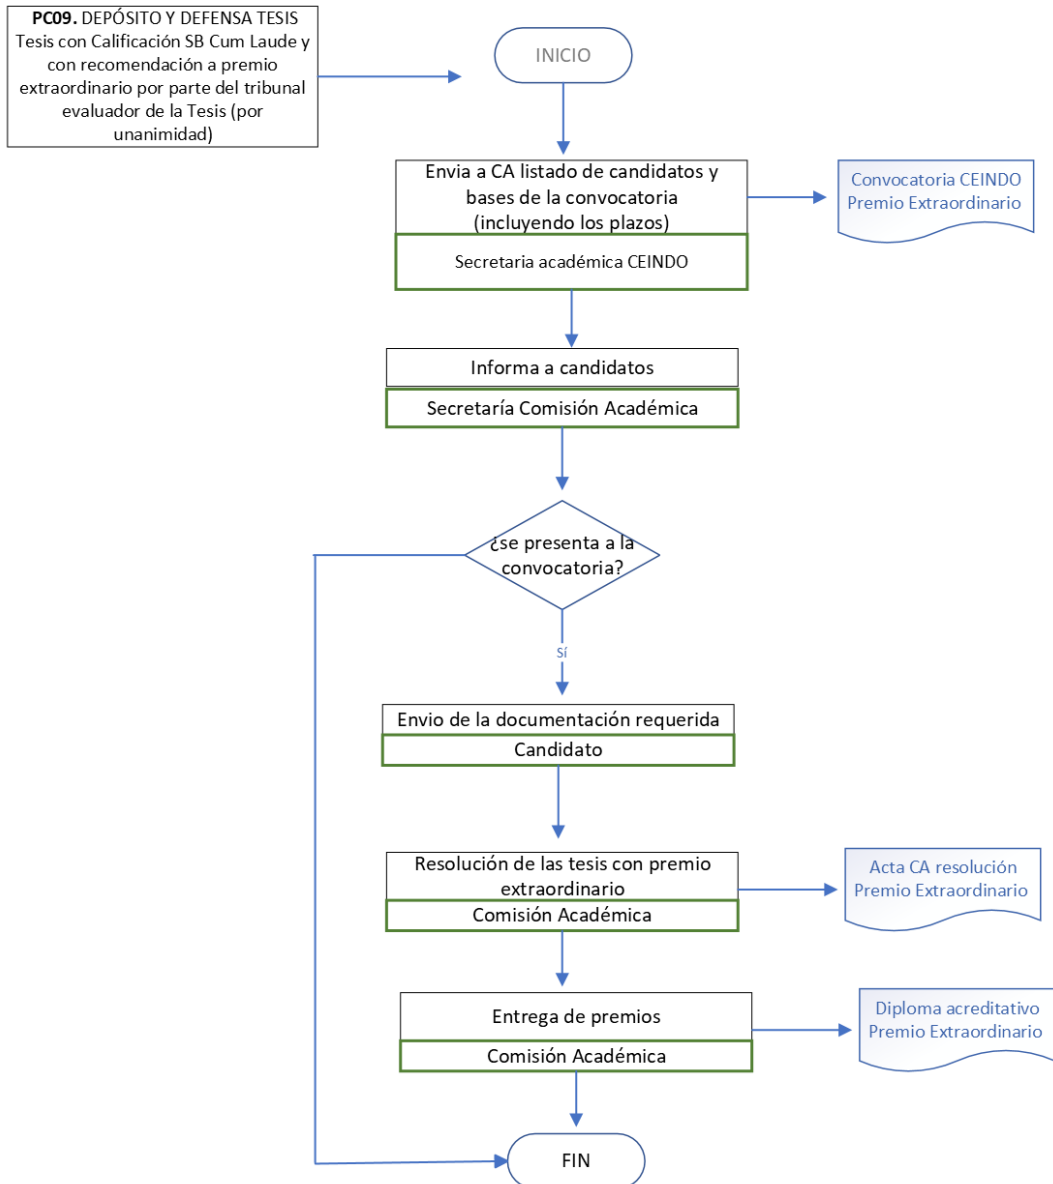 PC09. DEPÓSITO Y DEFENSA TESIS
Tesis con Calificación SB Cum Laude y
con recomendación a premio
extraordinario por parte del tribunal
evaluador de la Tesis (por
unanimidad)
INICIO
Envia a CA listado de candidatos y
bases de la convocatoria
(incluyendo los plazos)
Secretaria académica CEINDO
Convocatoria CEINDO
Premio Extraordinario
Informa a candidatos
Secretaría Comisión Académica
¿se presenta a la
convocatoria?
Sí
Envio de la documentación requerida
Candidato
Resolución de las tesis con premio
extraordinario
Comisión Académica
Acta CA resolución
Premio Extraordinario
Entrega de premios
Comisión Académica
Diploma acreditativo
Premio Extraordinario
FIN